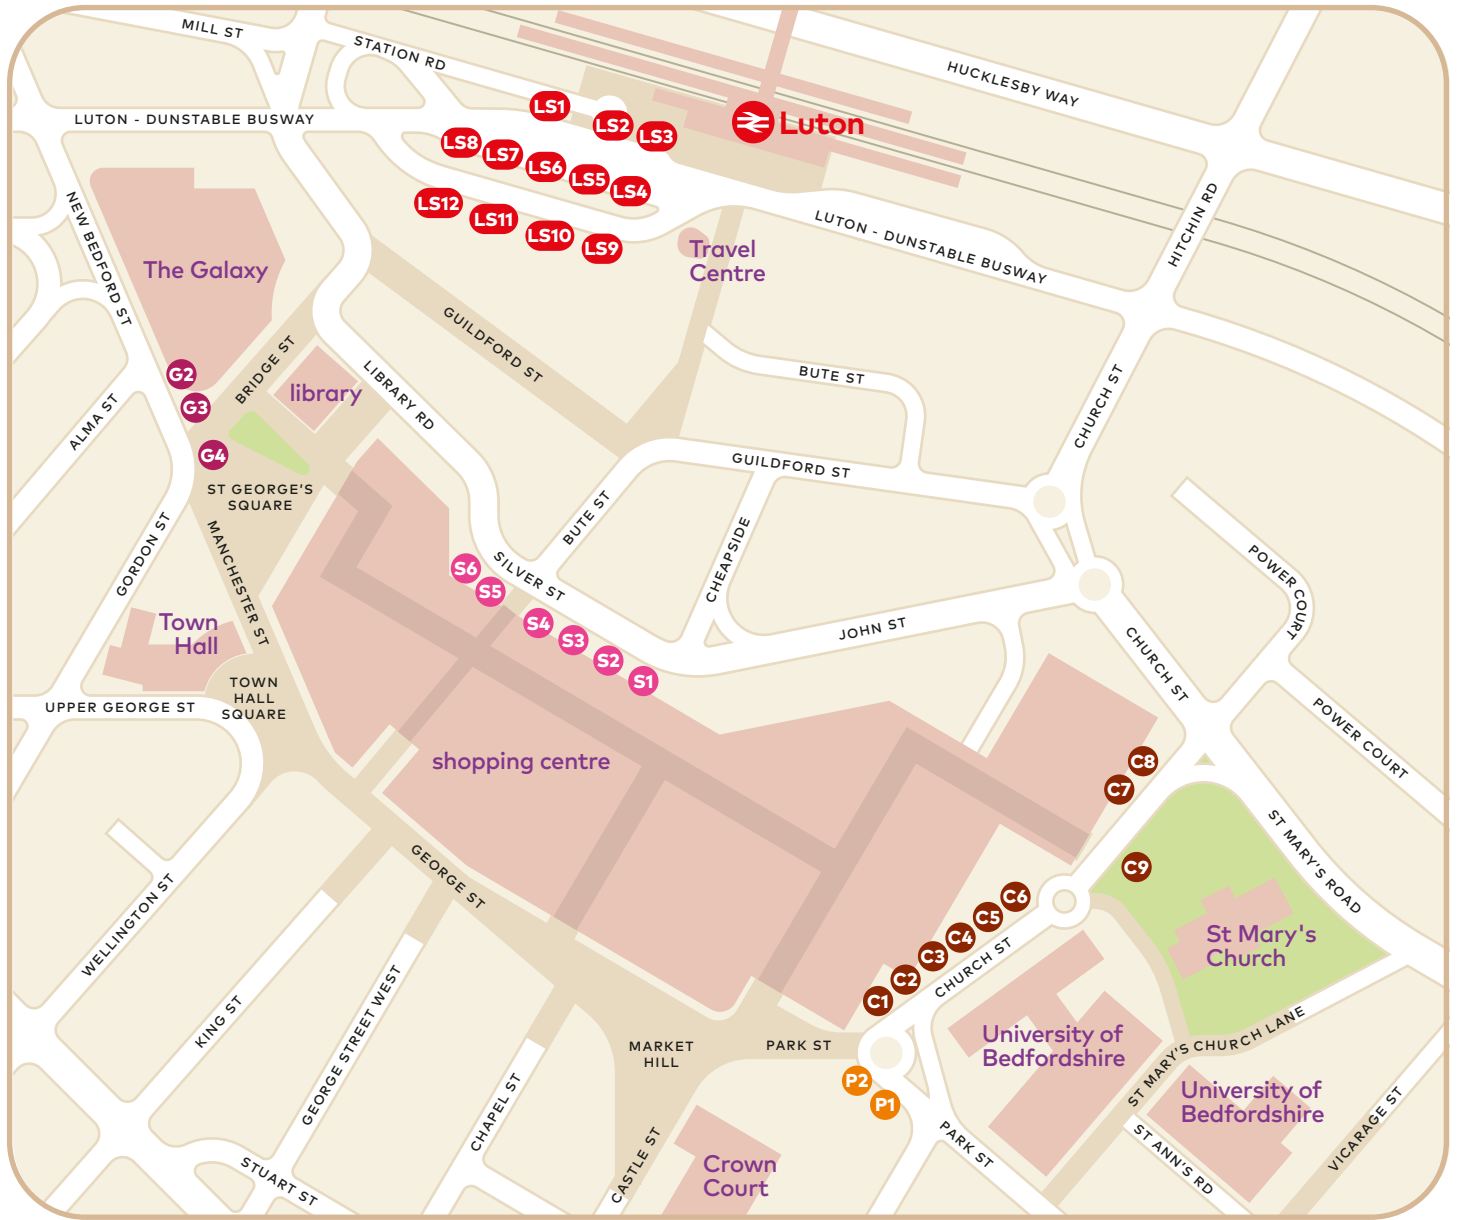 MILL ST
STATION RD
HUCKLESBY WAY
LUTON - DUNSTABLE BUSWAY
LS1
LS2
LS3
Luton
LS8
LS7
LS6
LS5
LS4
LS12
LS11
LS10
LS9
NEW BEDFORD ST
The Galaxy
Travel
Centre
LUTON - DUNSTABLE BUSWAY
HITCHIN RD
GUILDFORD ST
BRIDGE ST
library
LIBRARY RD
BUTE ST
CHURCH ST
G2
G3
G4
ALMA ST
ST GEORGE'S
SQUARE
GUILDFORD ST
BUTE ST
CHEAPSIDE
GORDON ST
MANCHESTER ST
SILVER ST
S6
S5
S4
S3
S2
S1
JOHN ST
POWER COURT
CHURCH ST
Town
Hall
TOWN
HALL
SQUARE
UPPER GEORGE ST
shopping centre
POWER COURT
C8
C7
C9
GEORGE ST
WELLINGTON ST
KING ST
GEORGE STREET WEST
CHAPEL ST
STUART ST
C6
C5
C4
C3
C2
C1
CHURCH ST
ST MARY'S ROAD
St Mary's
Church
University of
Bedfordshire
ST MARY'S CHURCH LANE
MARKET
HILL
PARK ST
P2
P1
University of
Bedfordshire
VICARAGE ST
PARK ST
ST ANN'S RD
CASTLE ST
Crown
Court